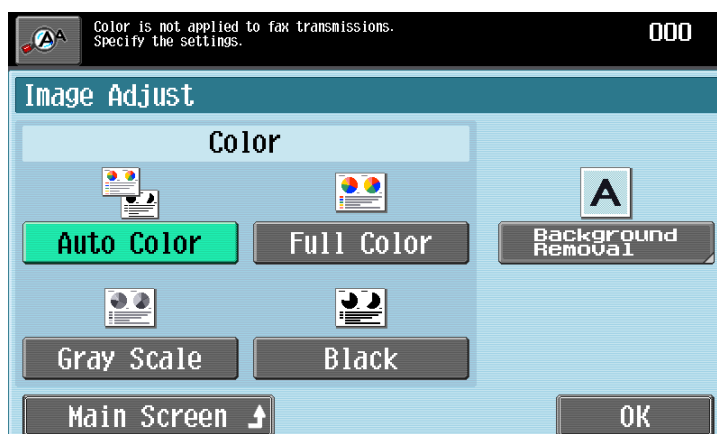 AA
Color is not applied to fax transmissions.
Specify the settings.
000
Image Adjust
Color
A
Auto Color
Full Color
Background
Removal
Gray Scale
Black
Main Screen
OK